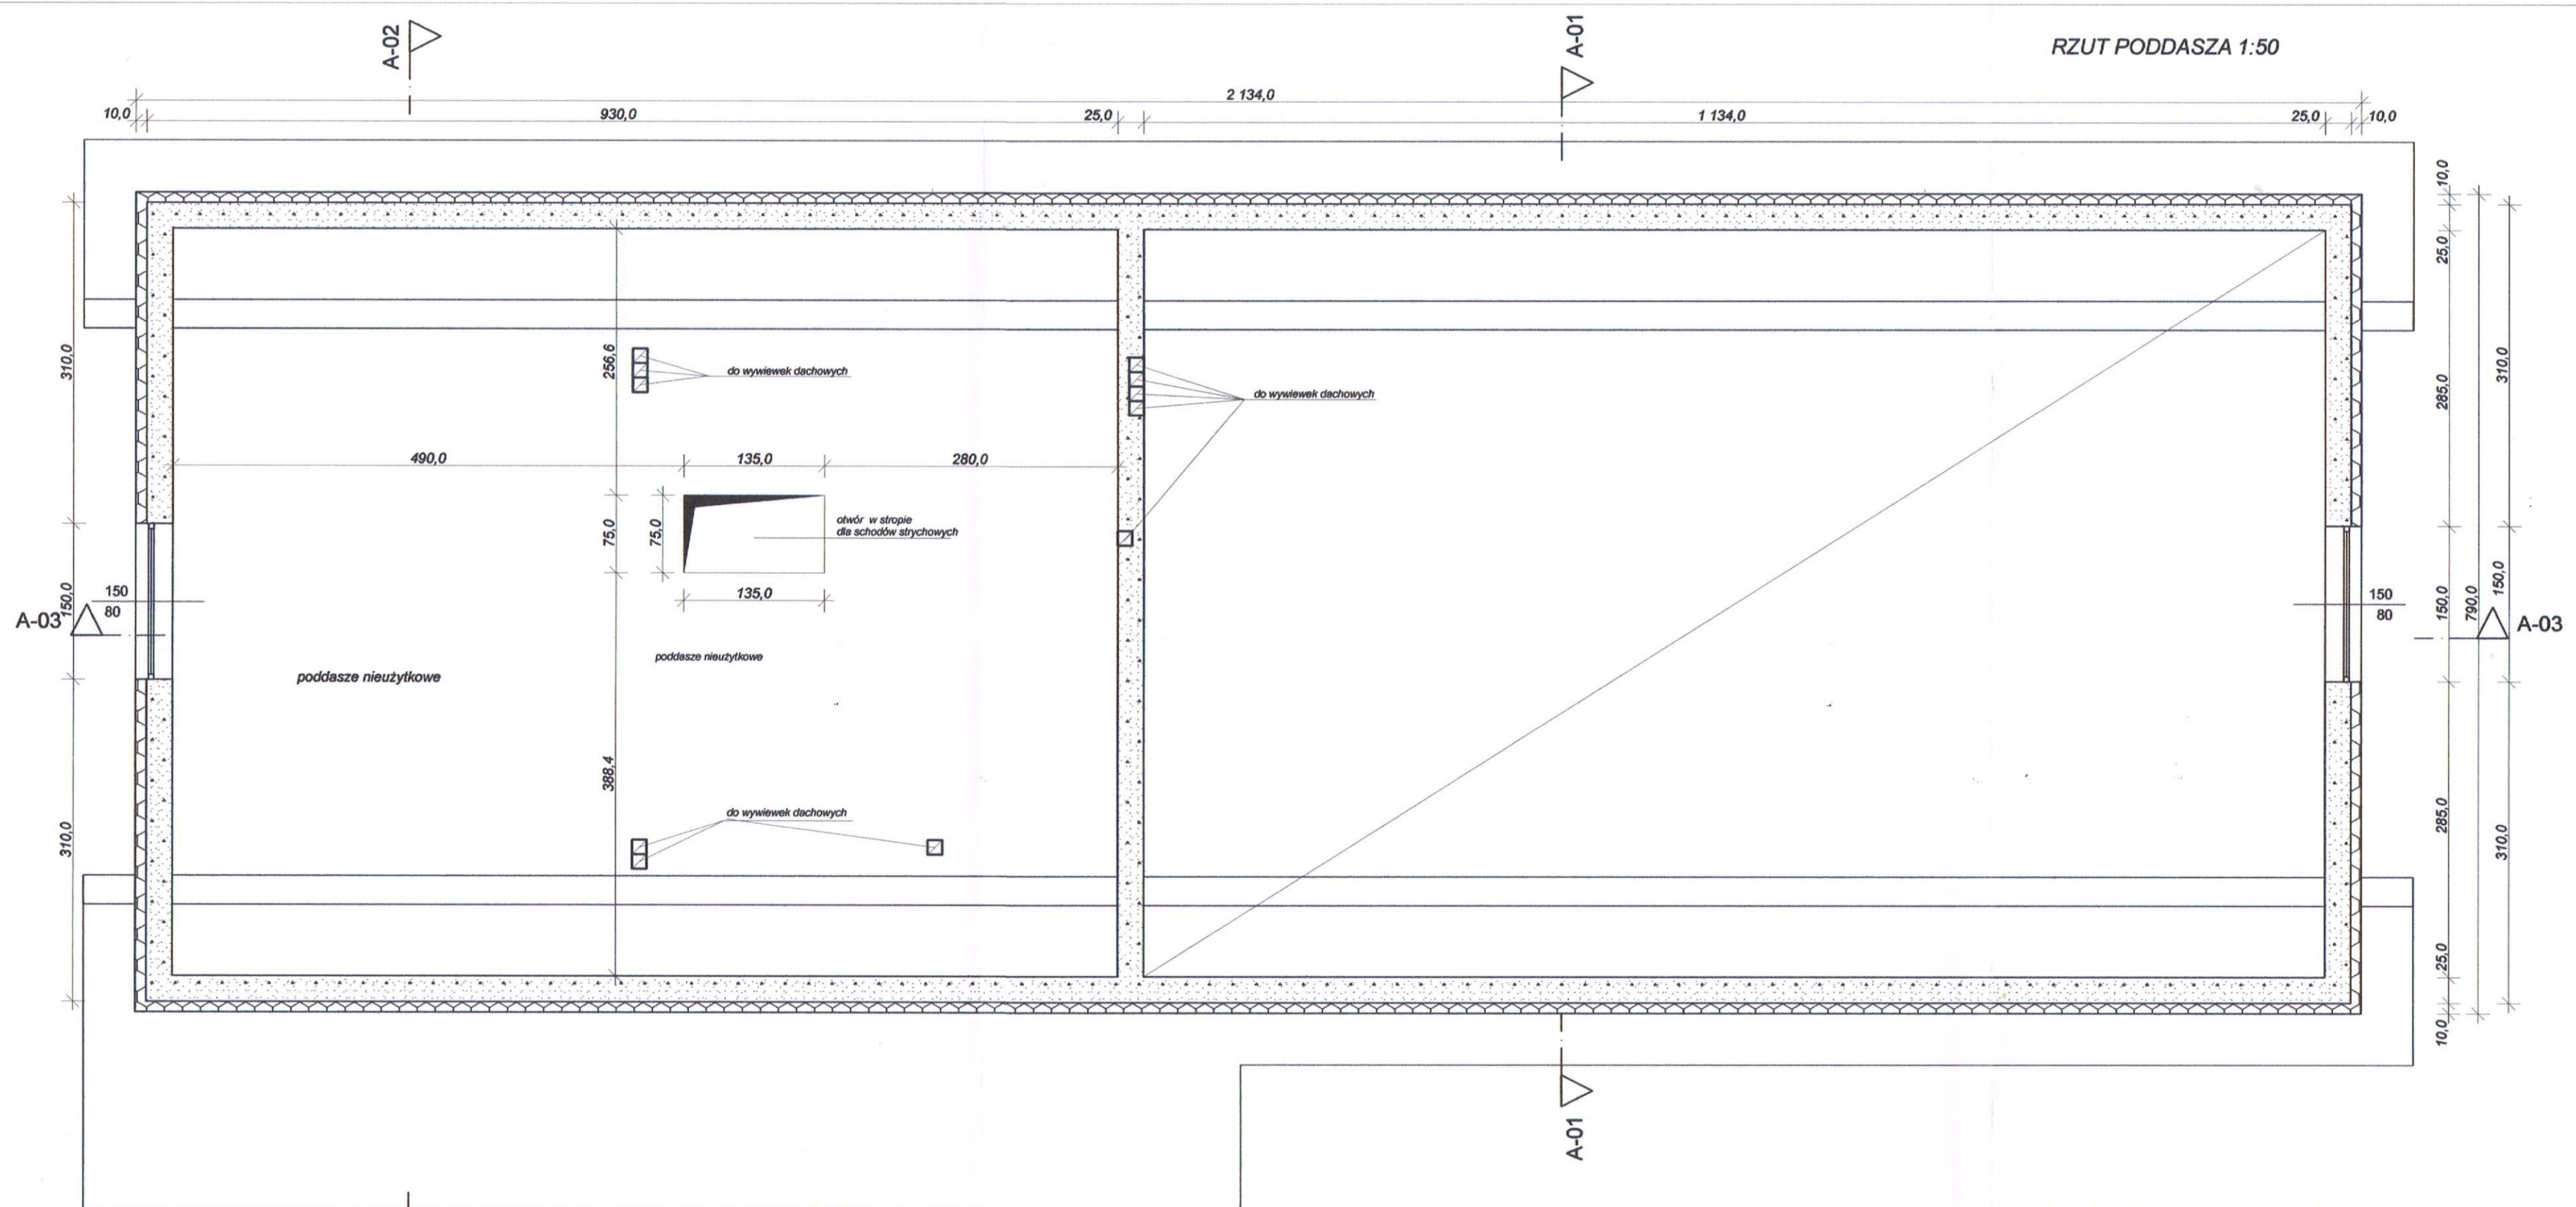 A-02
A-01
RZUT PODDASZA 1:50
2 134,0
10,0
930,0
25,0
1 134,0
25,0
10,0
10,0
25,0
310,0
256,6
do wywiewek dachowych
do wywiewek dachowych
285,0
310,0
490,0
135,0
280,0
75,0
75,0
otwór w stropie
dla schodów strychowych
135,0
150,0
150
80
A-03
150
80
150,0
790,0
150,0
A-03
poddasze nieużytkowe
poddasze nieużytkowe
388,4
do wywiewek dachowych
310,0
285,0
310,0
25,0
10,0
A-01